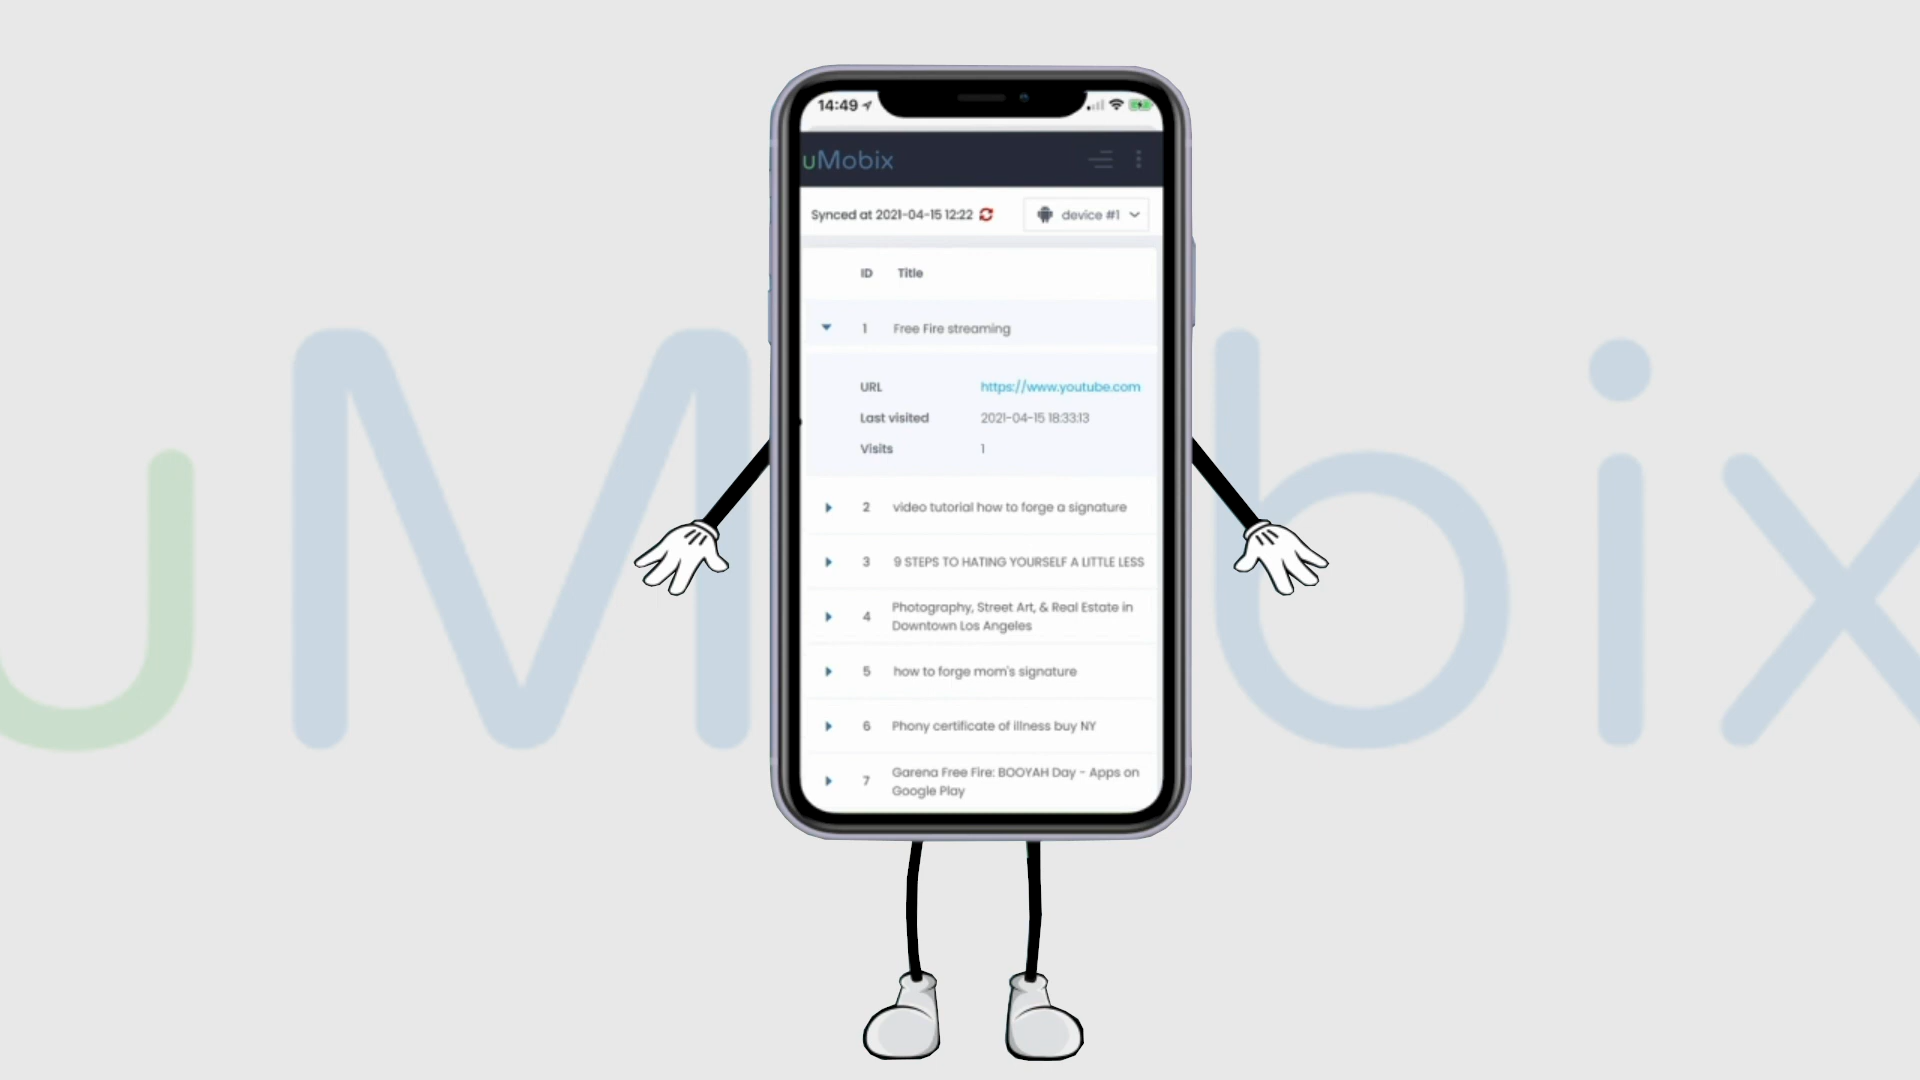 14:49
uMobix
Synced at 2021-04-15 12:22
device #1
ID Title
1 Free Fire streaming
URL https://www.youtube.com
Last visited 2021-04-15 18:33:13
Visits 1
2 video tutorial how to forge a signature
3 9 STEPS TO HATING YOURSELF A LITTLE LESS
4 Photography, Street Art, & Real Estate in
Downtown Los Angeles
5 how to forge mom's signature
6 Phony certificate of illness buy NY
7 Garena Free Fire: BOOYAH Day - Apps on
Google Play
uMobix